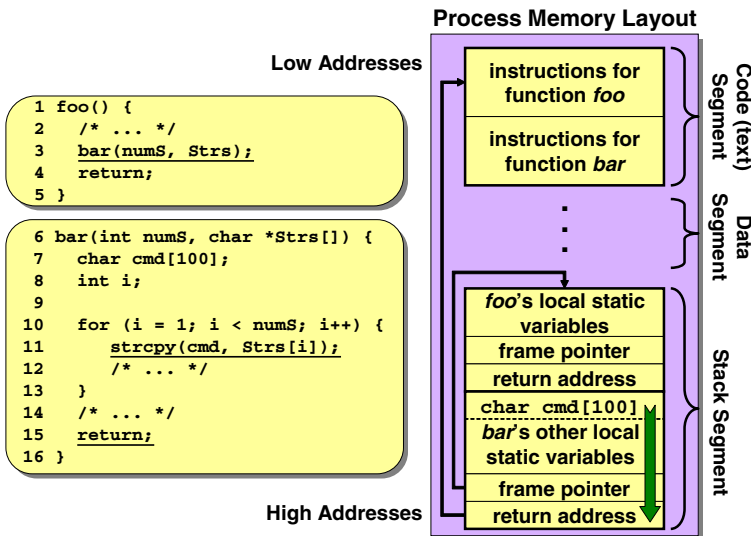 Process Memory Layout
Low Addresses
1 foo() {
2 /* ... */
3 bar(numS, Strs);
4 return;
5 }
6 bar(int numS, char *Strs[]) {
7 char cmd[100];
8 int i;
9
10 for (i = 1; i < numS; i++) {
11 strcpy(cmd, Strs[i]);
12 /* ... */
13 }
14 /* ... */
15 return;
16 }
High Addresses
instructions for
function foo
instructions for
function bar
.
.
.
foo's local static
variables
frame pointer
return address
char cmd[100]
bar's other local
static variables
frame pointer
return address
Code (text)
Segment
Data
Segment
Stack Segment